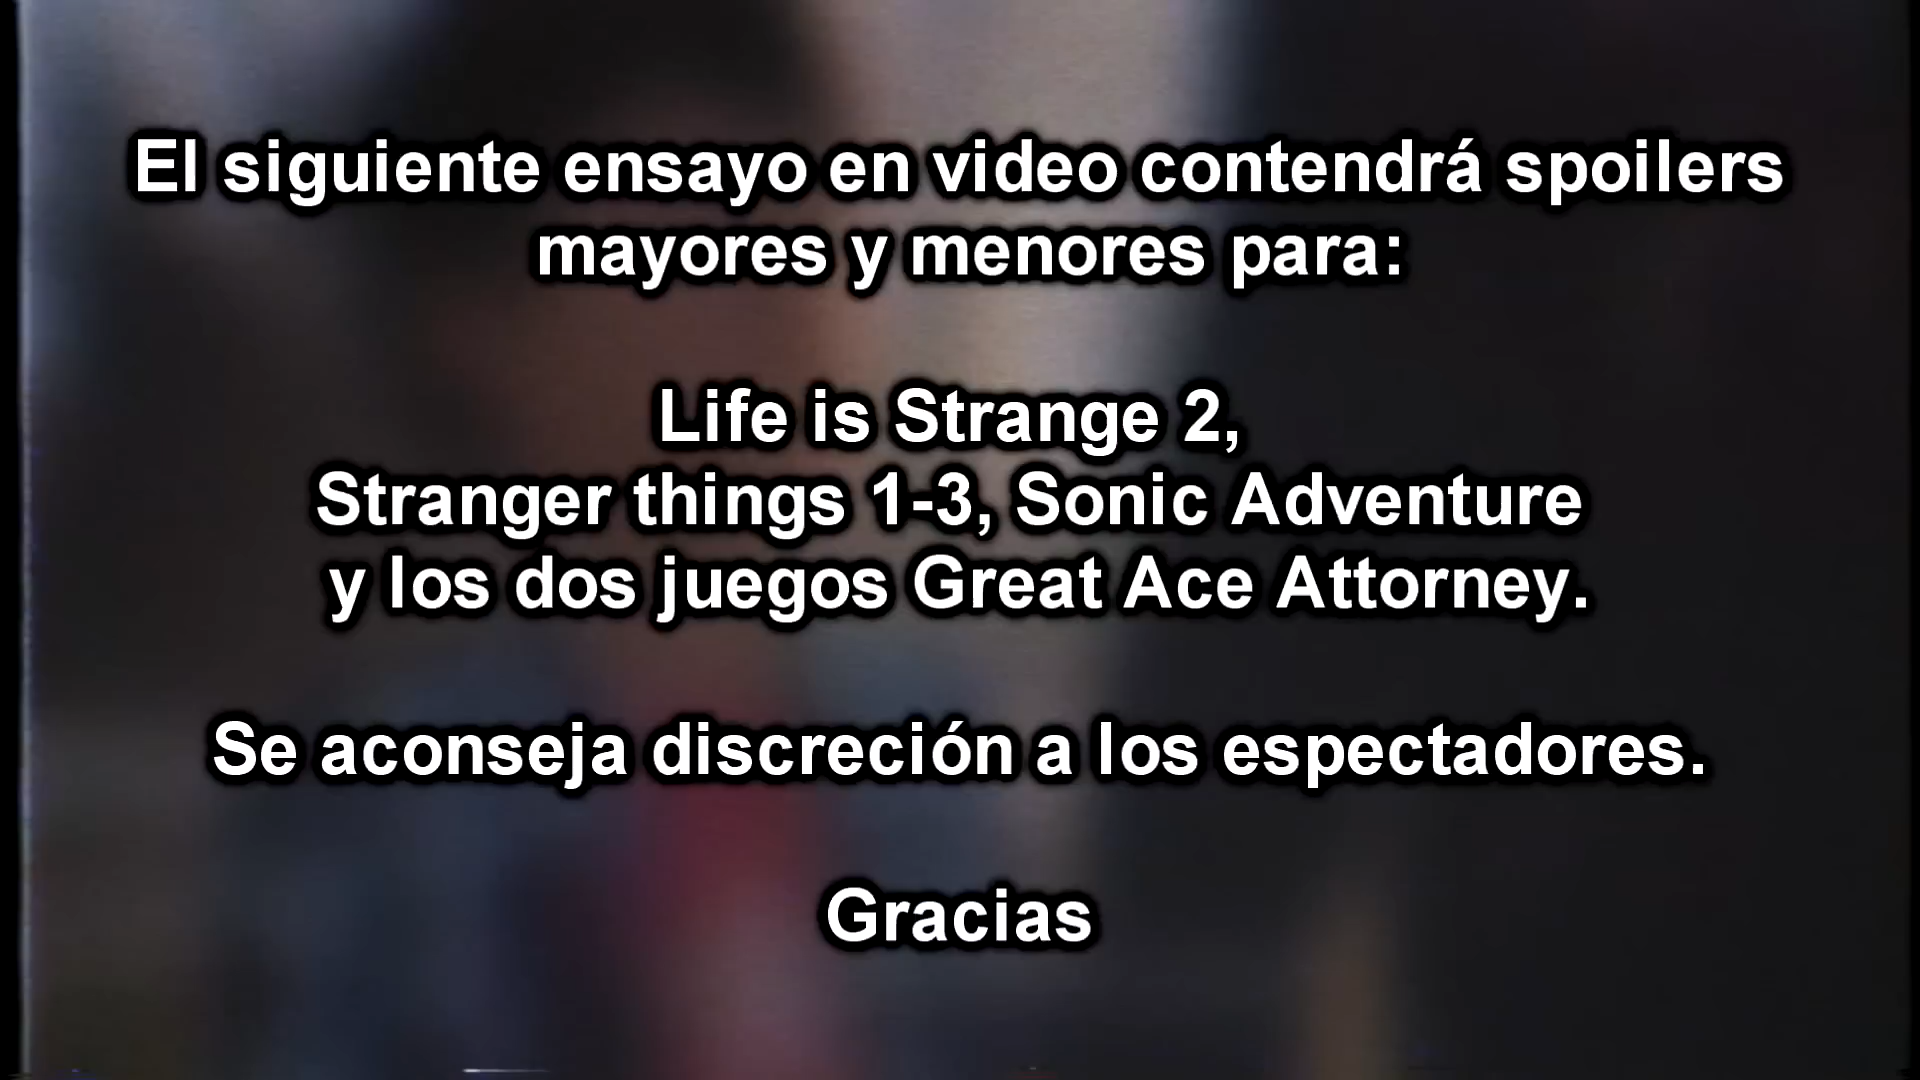 El siguiente ensayo en video contendrá spoilers
mayores y menores para:
Life is Strange 2,
Stranger things 1-3, Sonic Adventure
y los dos juegos Great Ace Attorney.
Se aconseja discreción a los espectadores.
Gracias